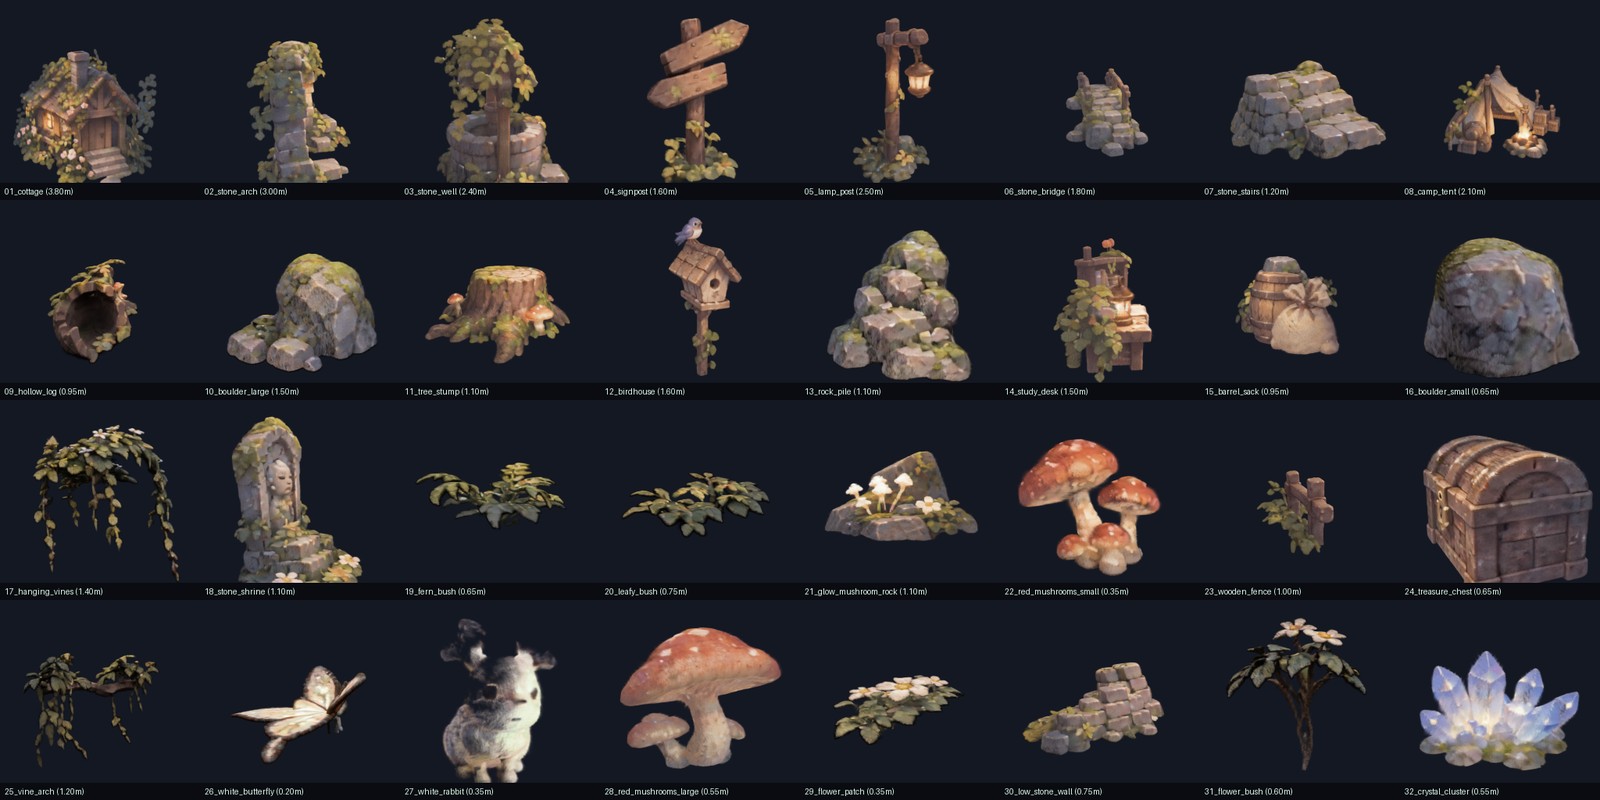 01_cottage (3.80m)
02_stone_arch (3.00m)
03_stone_well (2.40m)
04_signpost (1.60m)
05_lamp_post (2.50m)
06_stone_bridge (1.80m)
07_stone_stairs (1.20m)
08_camp_tent (2.10m)
09_hollow_log (0.95m)
10_boulder_large (1.50m)
11_tree_stump (1.10m)
12_birdhouse (1.60m)
13_rock_pile (1.10m)
14_study_desk (1.50m)
15_barrel_sack (0.95m)
16_boulder_small (0.65m)
17_hanging_vines (1.40m)
18_stone_shrine (1.10m)
19_fern_bush (0.65m)
20_leafy_bush (0.75m)
21_glow_mushroom_rock (1.10m)
22_red_mushrooms_small (0.35m)
23_wooden_fence (1.00m)
24_treasure_chest (0.65m)
25_vine_arch (1.20m)
26_white_butterfly (0.20m)
27_white_rabbit (0.35m)
28_red_mushrooms_large (0.55m)
29_flower_patch (0.35m)
30_low_stone_wall (0.75m)
31_flower_bush (0.60m)
32_crystal_cluster (0.55m)